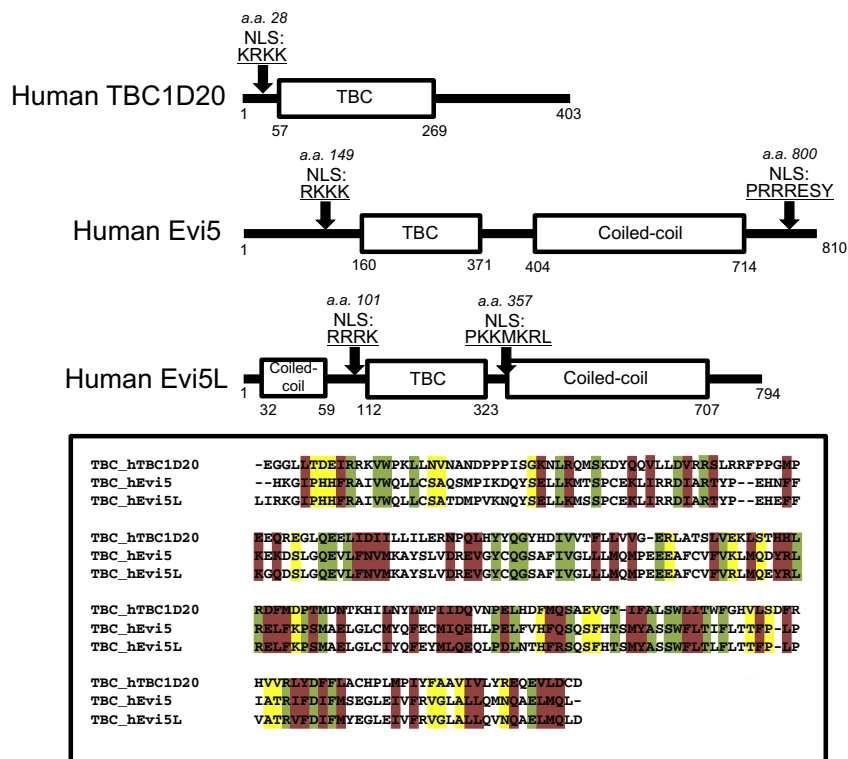 a.a. 28
NLS:
KRKK
Human TBC1D20
TBC
1
57
269
403
a.a. 149
NLS:
RKKK
a.a. 800
NLS:
PRRRESY
Human Evi5
TBC
Coiled-coil
1
160
371
404
714
810
a.a. 101
NLS:
RRRK
a.a. 357
NLS:
PKKMKRL
Human Evi5L
Coiled-
coil
TBC
Coiled-coil
1
32
59
112
323
707
794
TBC_hTBC1D20 -EGGLLTDEIRRKVWPKLLNVNANDPPPISGKNLRQMSKDYQQVLLDVRRSLRRFPPGMP
TBC_hEvi5 --HKGIPHHFRAIVWQLLCSAQSMPIKDQYSELLKMTSPCEKLIRRDIARTYP--EHNFF
TBC_hEvi5L LIRKGIPHHFRAIVWQLLCSATDMPVKNQYSELLKMSSPCEKLIRRDIARTYP--EHEFF
TBC_hTBC1D20 EEQREGLQEELIDIILLILERNPQLHYYQGYHDIVVTFLLVVG-ERLATSLVEKLSTHHL
TBC_hEvi5 KEKDSLGQEVLFNVMKAYSLVDREVGYCQGSAFIVGLLLMQMPEEEAFCVFVKLMQDYRL
TBC_hEvi5L KGQDSLGQEVLFNVMKAYSLVDREVGYCQGSAFIVGLLLMQMPEEEAFCVFVRLMQEYRL
TBC_hTBC1D20 RDFMDPTMDNTKHILNYLMPIIDQVNPELHDFMQSAEVGT-IFALSWLITWFGHVLSDFR
TBC_hEvi5 RELFKPSMAELGLCMYQFECMIQEHLPELFVHFQSQSFHTSMYASSWFLTIFLTTFP-LP
TBC_hEvi5L RELFKPSMAELGLCIYQFEYMLQEQLPDLNTHFRSQSFHTSMYASSWFLTLFLTTFP-LP
TBC_hTBC1D20 HVVRLYDFFLACHPLMPIYFAAVIVLYREQEVLDCD
TBC_hEvi5 IATRIFDIFMSEGLEIVFRVGLALLQMNQAELMQL-
TBC_hEvi5L VATRVFDIFMYEGLEIVFRVGLALLQVNQAELMQLD